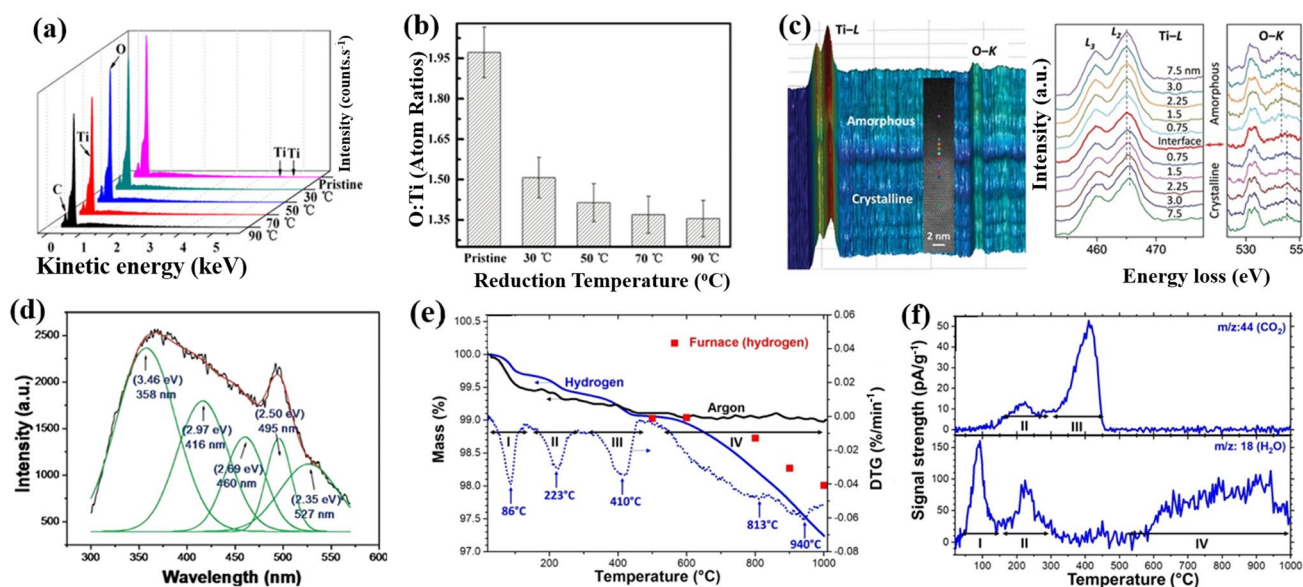 (a)
O
Ti
C
Ti Ti
Intensity (counts.s⁻¹)
Pristine
30 ℃
50 ℃
70 ℃
90 ℃
0 1 2 3 4 5
Kinetic energy (keV)
(b)
O:Ti (Atom Ratios)
1.95
1.80
1.65
1.50
1.35
Pristine 30 ℃ 50 ℃ 70 ℃ 90 ℃
Reduction Temperature (°C)
(c)
Ti–L
O–K
Amorphous
Crystalline
2 nm
Intensity (a.u.)
L3
L2
Ti–L
O–K
7.5 nm
3.0
2.25
1.5
0.75
Interface
0.75
1.5
2.25
3.0
7.5
Amorphous
Crystalline
460 470 530 55
Energy loss (eV)
(d)
Intensity (a.u.)
2500
2000
1500
1000
500
(3.46 eV)
358 nm
(2.97 eV)
416 nm
(2.69 eV)
460 nm
(2.50 eV)
495 nm
(2.35 eV)
527 nm
300 350 400 450 500 550 600
Wavelength (nm)
(e)
Mass (%)
100.5
100.0
99.5
99.0
98.5
98.0
97.5
97.0
Furnace (hydrogen)
Hydrogen
Argon
I II III IV
86°C
223°C
410°C
813°C
940°C
0.06
0.04
0.02
0.00
-0.02
-0.04
-0.06
-0.08
DTG (%/min⁻¹)
0 200 400 600 800 1000
Temperature (°C)
(f)
Signal strength (pA/g⁻¹)
50
40
30
20
10
0
m/z:44 (CO₂)
II III
150
100
50
0
m/z: 18 (H₂O)
I II IV
100 200 300 400 500 600 700 800 900 1000
Temperature (°C)